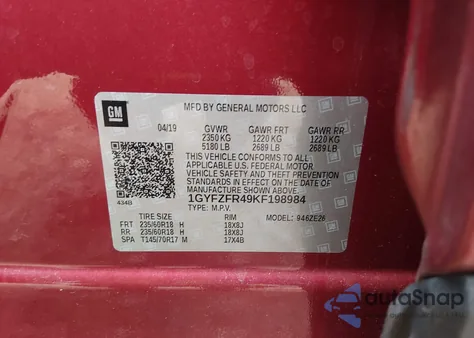 GM
MFD BY GENERAL MOTORS LLC
04/19 GVWR GAWR FRT GAWR RR
2350 KG 1220 KG 1220 KG
5180 LB 2689 LB 2689 LB
THIS VEHICLE CONFORMS TO ALL
APPLICABLE U.S. FEDERAL MOTOR
VEHICLE SAFETY AND THEFT PREVENTION
STANDARDS IN EFFECT ON THE DATE OF
MANUFACTURE SHOWN ABOVE.
434B
1GYFZFR49KF198984
TYPE: M.P.V.
TIRE SIZE RIM MODEL: 946ZE26
FRT 235/60R18 H 18X8J
RR 235/60R18 H 18X8J
SPA T145/70R17 M 17X4B
autoSnap